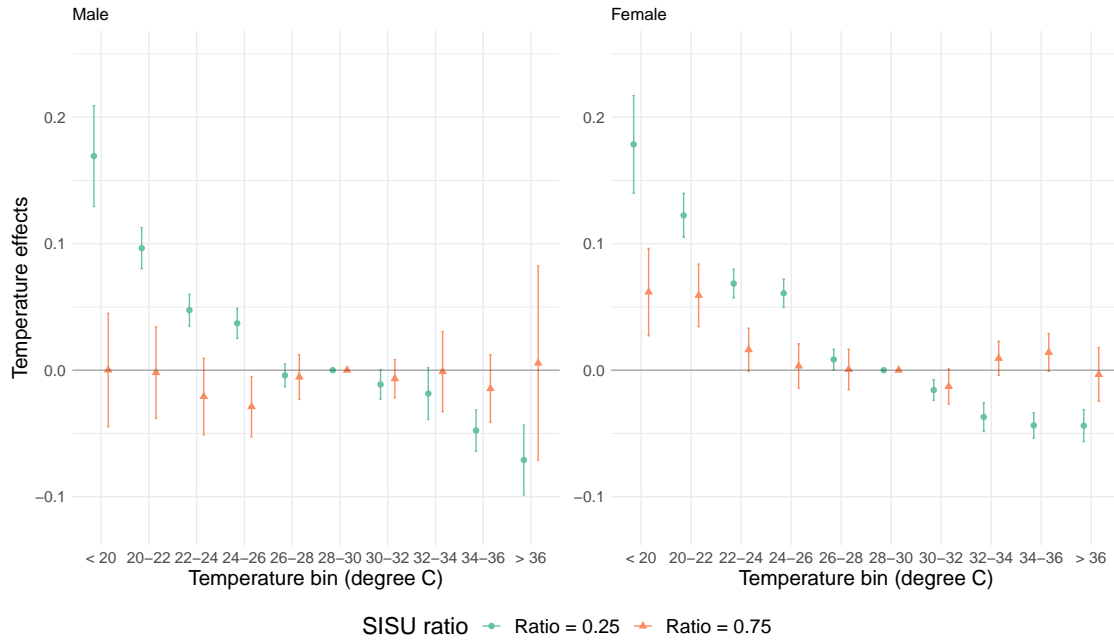 Male
Female
Temperature effects
0.2
0.1
0.0
−0.1
0.2
0.1
0.0
−0.1
< 20 20−22 22−24 24−26 26−28 28−30 30−32 32−34 34−36 > 36
< 20 20−22 22−24 24−26 26−28 28−30 30−32 32−34 34−36 > 36
Temperature bin (degree C)
Temperature bin (degree C)
SISU ratio Ratio = 0.25 Ratio = 0.75